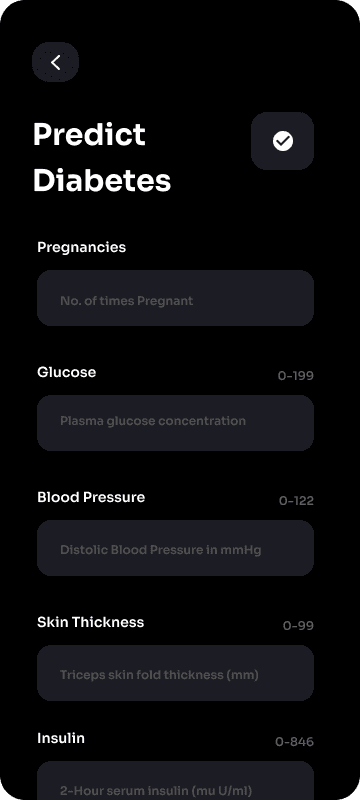 Predict
Diabetes
Pregnancies
No. of times Pregnant
Glucose
0-199
Plasma glucose concentration
Blood Pressure
0-122
Distolic Blood Pressure in mmHg
Skin Thickness
0-99
Triceps skin fold thickness (mm)
Insulin
0-846
2-Hour serum insulin (mu U/ml)